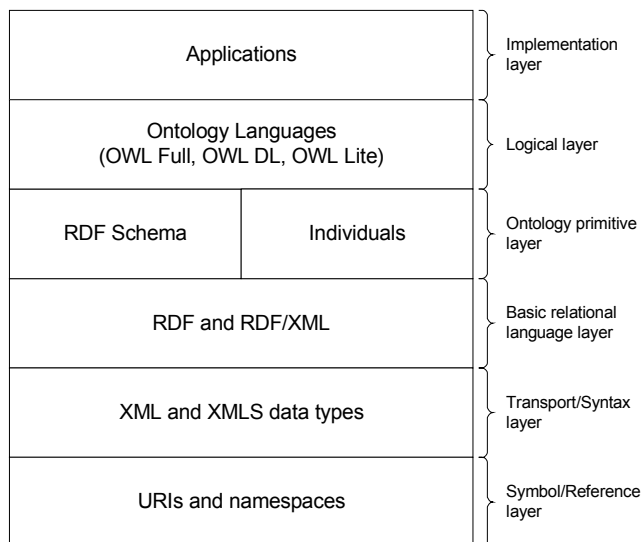 Applications
Implementation
layer
Ontology Languages
(OWL Full, OWL DL, OWL Lite)
Logical layer
RDF Schema
Individuals
Ontology primitive
layer
RDF and RDF/XML
Basic relational
language layer
XML and XMLS data types
Transport/Syntax
layer
URIs and namespaces
Symbol/Reference
layer